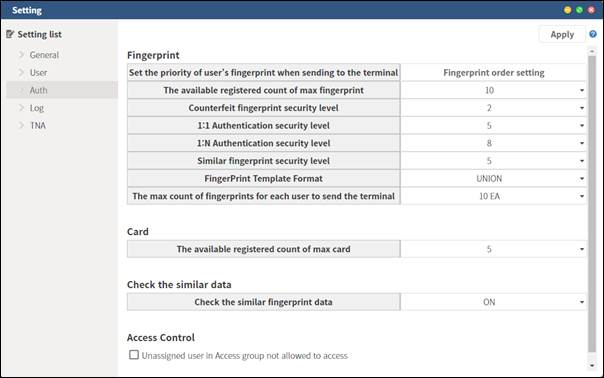 Setting
Setting list
Apply
General
User
Auth
Log
TNA
Fingerprint
Set the priority of user's fingerprint when sending to the terminal Fingerprint order setting
The available registered count of max fingerprint 10
Counterfeit fingerprint security level 2
1:1 Authentication security level 5
1:N Authentication security level 8
Similar fingerprint security level 5
FingerPrint Template Format UNION
The max count of fingerprints for each user to send the terminal 10 EA
Card
The available registered count of max card 5
Check the similar data
Check the similar fingerprint data ON
Access Control
Unassigned user in Access group not allowed to access